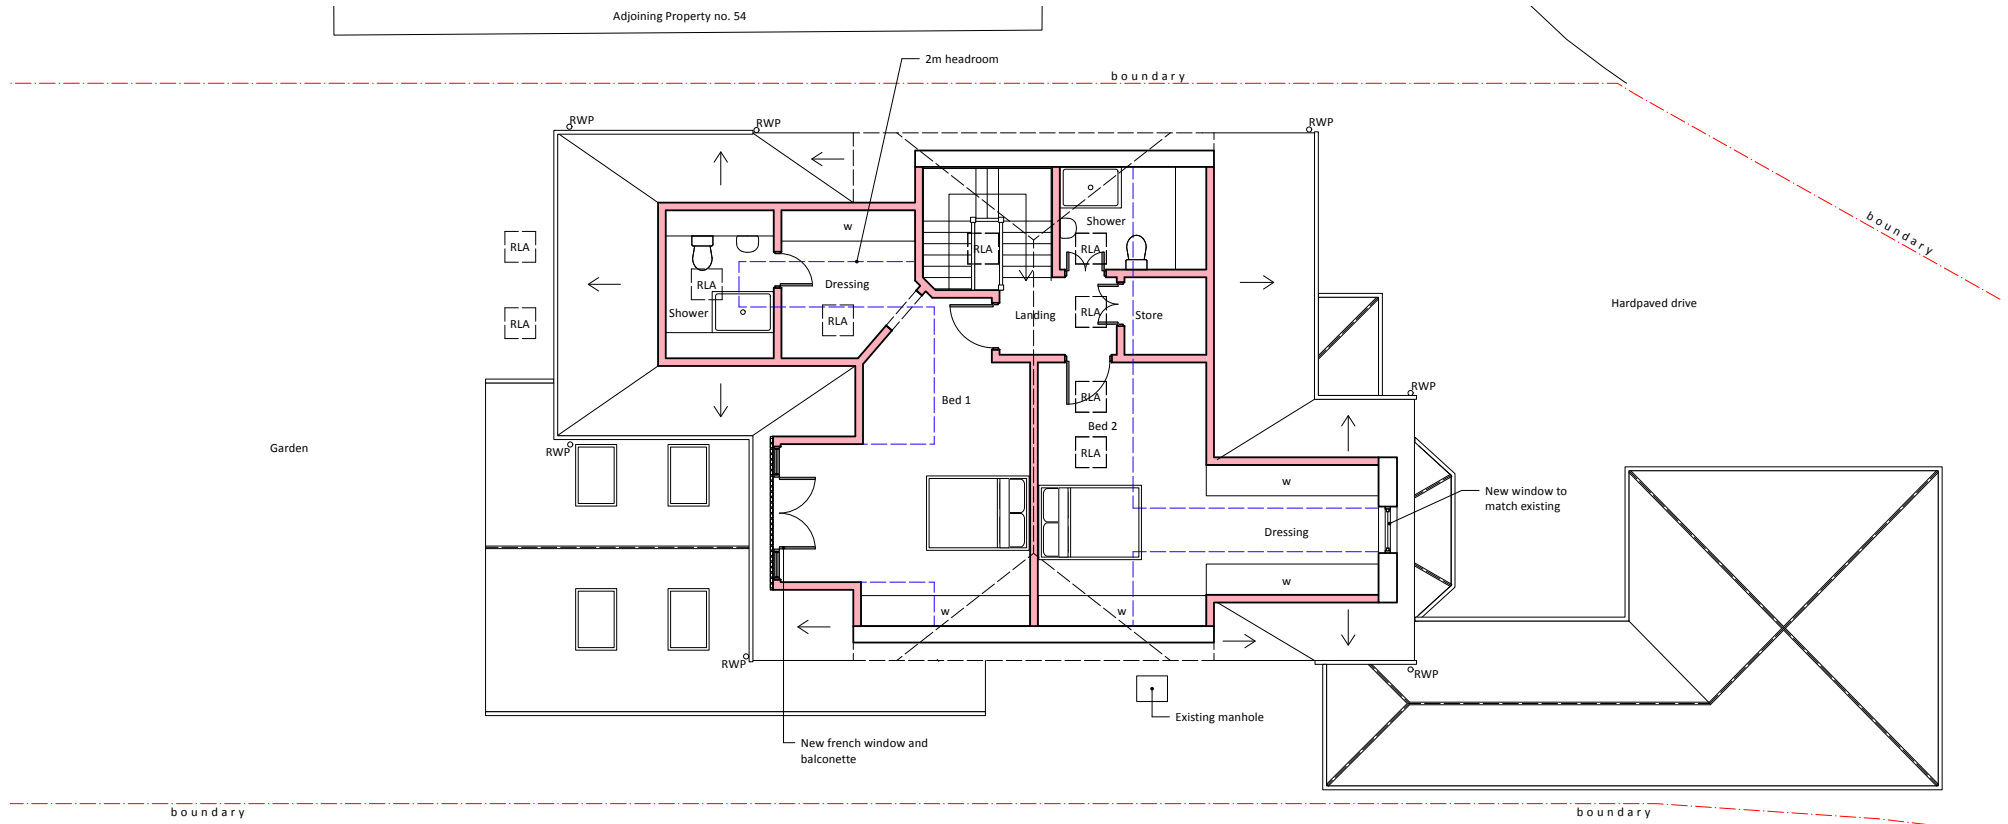 Adjoining Property no. 54
2m headroom
boundary
RWP
RWP
RWP
boundary
w
Shower
RLA
RLA
RLA
RLA
Dressing
Shower
RLA
RLA
RLA
Landing
Store
Hardpaved drive
RLA
Bed 1
RWP
Bed 2
Garden
RWP
RLA
w
New window to
match existing
Dressing
w
w
w
RWP
RWP
Existing manhole
New french window and
balconette
boundary
boundary